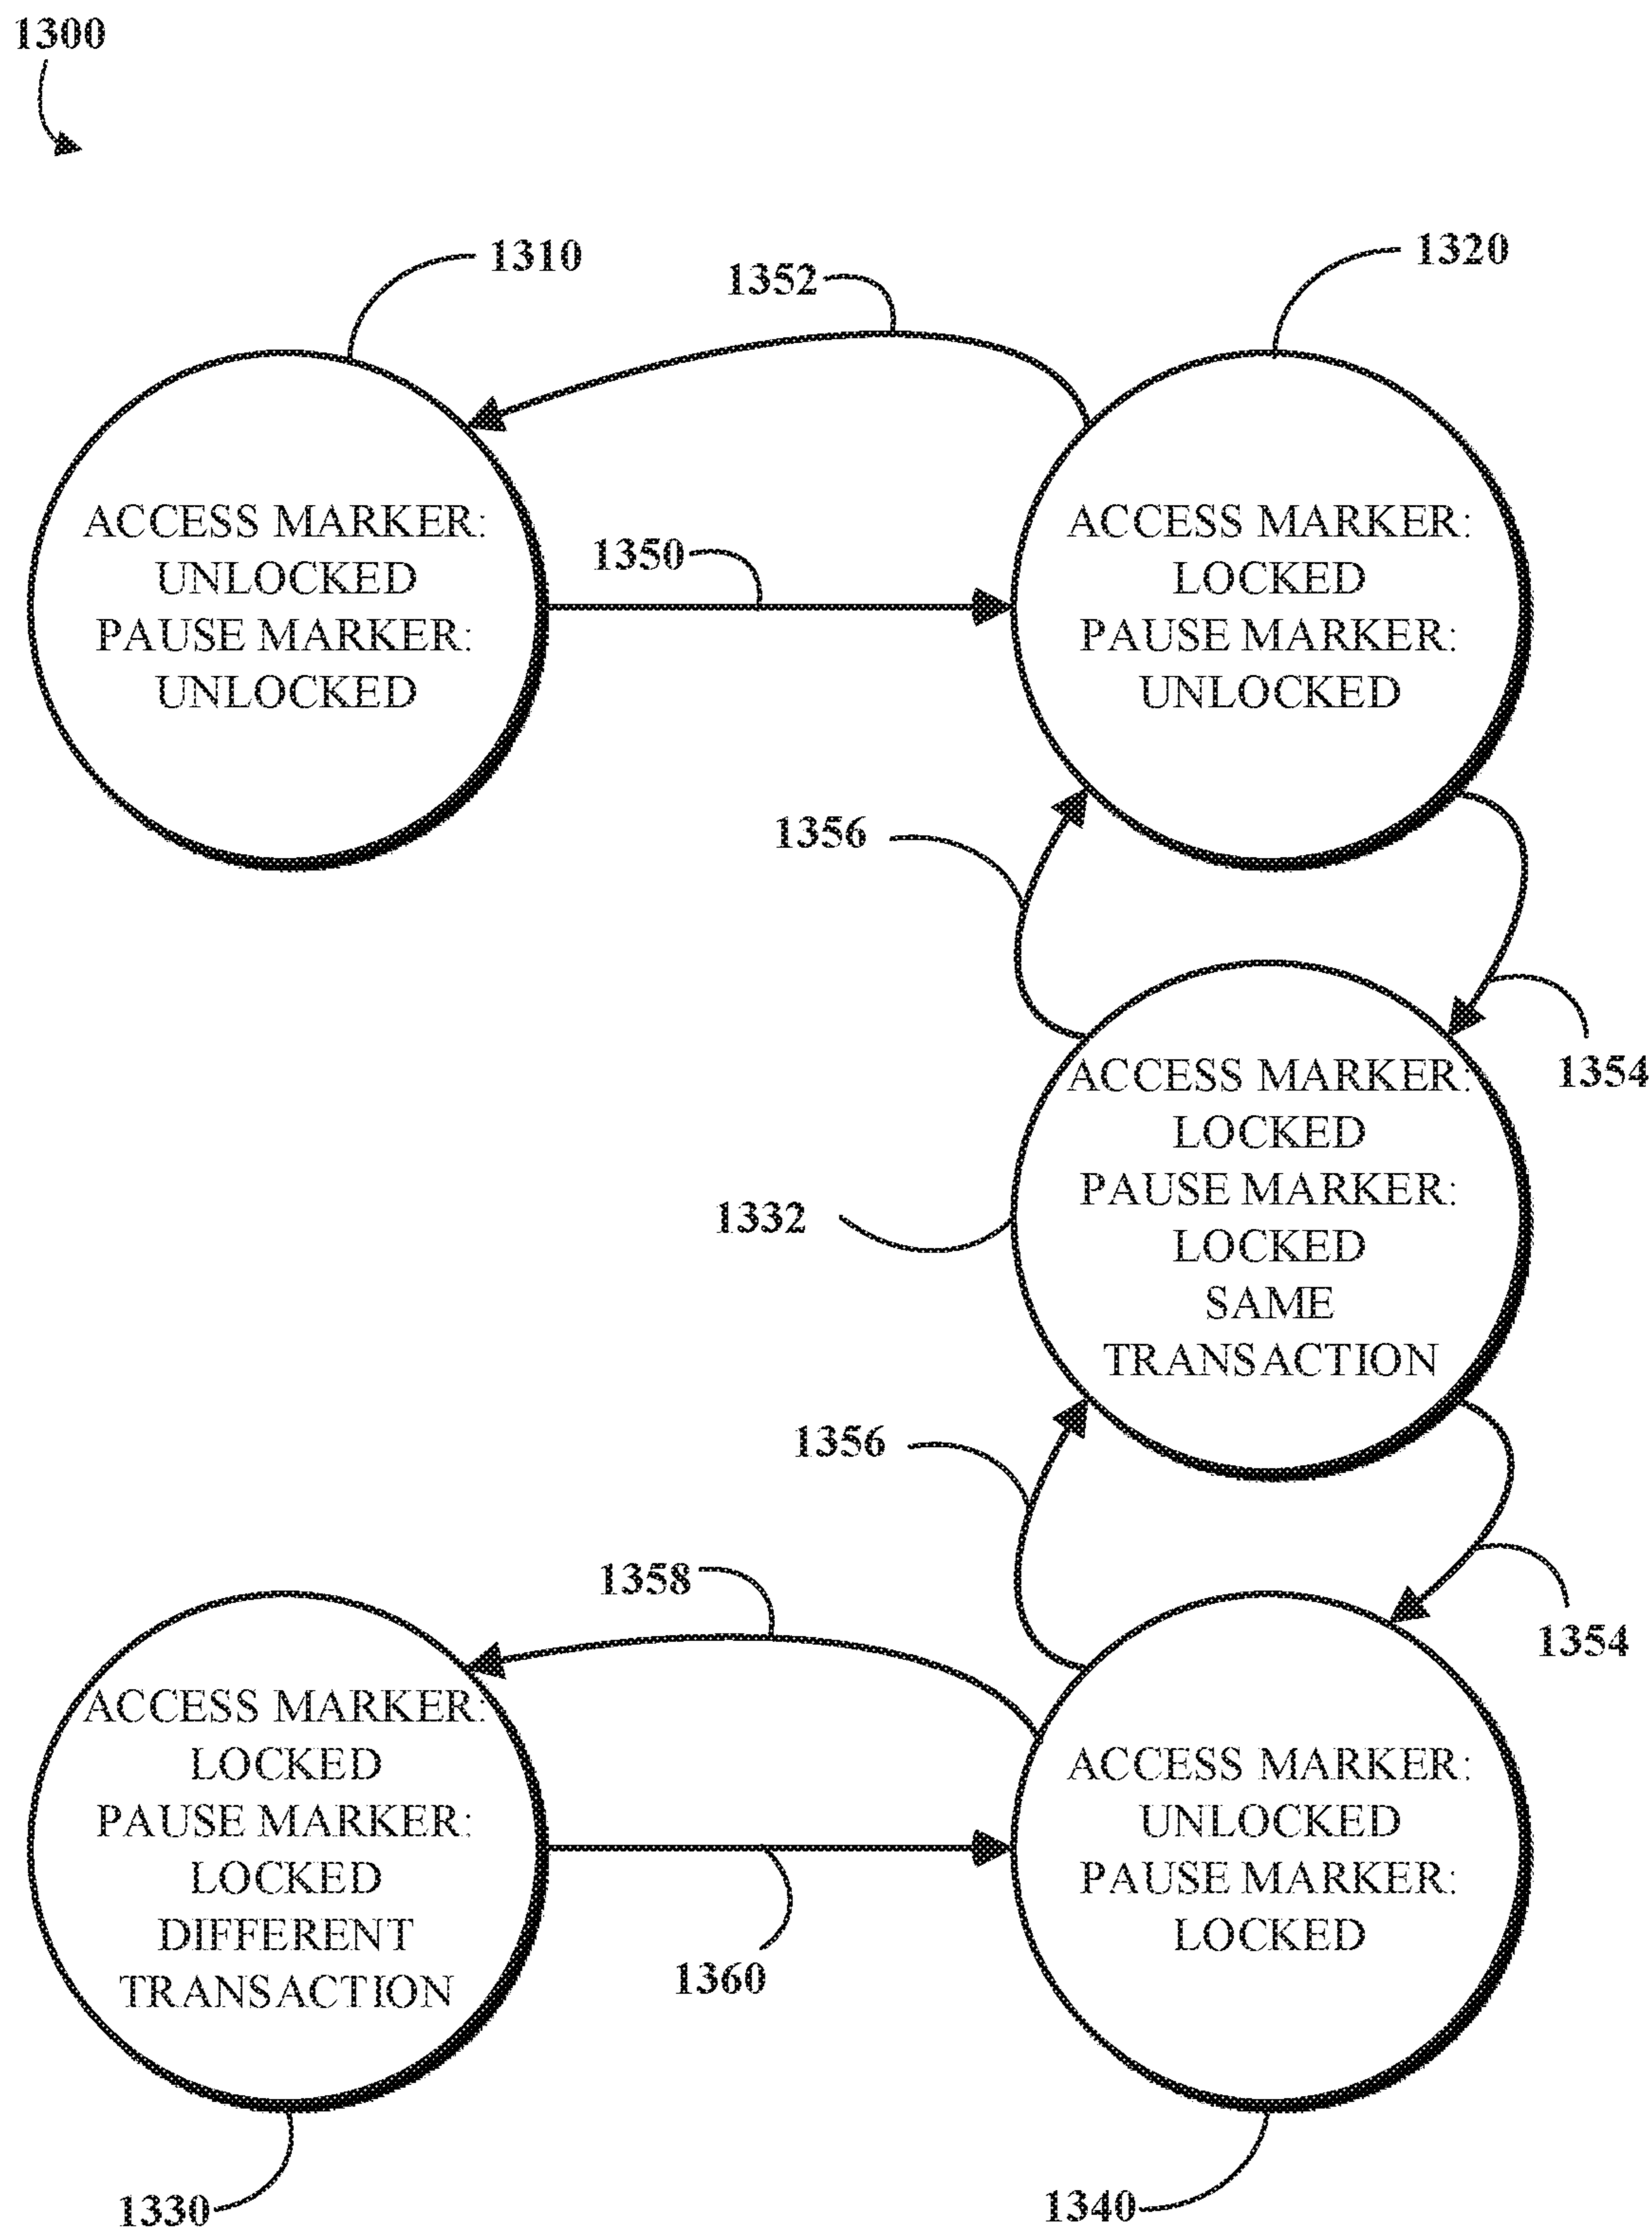 1300
1310
1320
1352
ACCESS MARKER:
UNLOCKED
PAUSE MARKER:
UNLOCKED
1350
ACCESS MARKER:
LOCKED
PAUSE MARKER:
UNLOCKED
1356
1354
ACCESS MARKER:
LOCKED
PAUSE MARKER:
LOCKED
SAME
TRANSACTION
1332
1356
1354
1358
ACCESS MARKER:
LOCKED
PAUSE MARKER:
LOCKED
DIFFERENT
TRANSACTION
1360
ACCESS MARKER:
UNLOCKED
PAUSE MARKER:
LOCKED
1330
1340